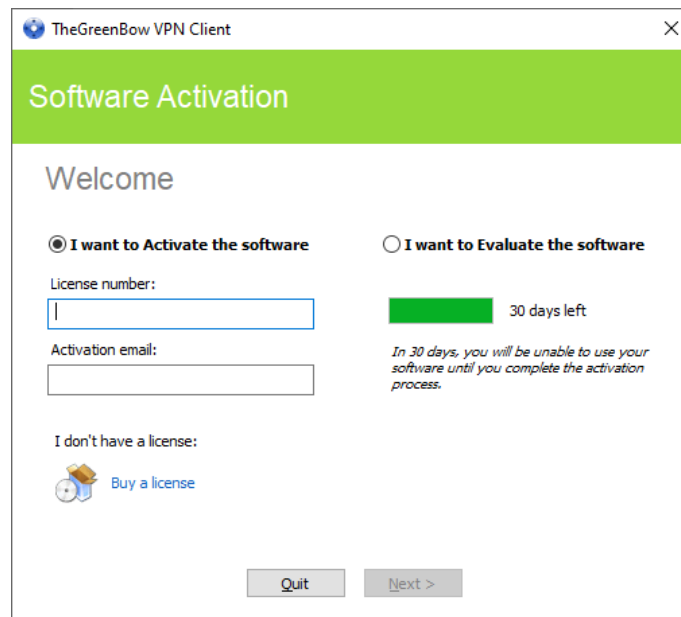 TheGreenBow VPN Client
Software Activation
Welcome
I want to Activate the software
License number:
Activation email:
I don't have a license:
Buy a license
I want to Evaluate the software
30 days left
In 30 days, you will be unable to use your
software until you complete the activation
process.
Quit
Next >